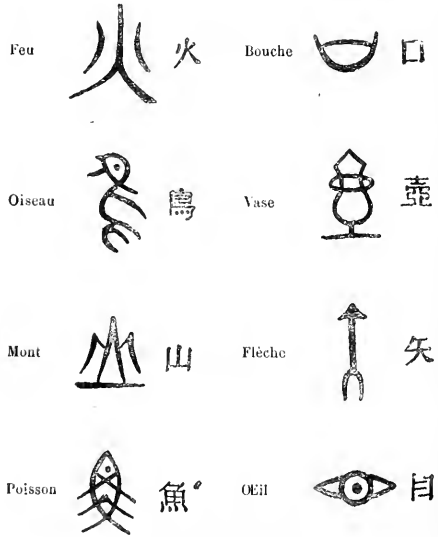 Feu 火 Bouche 口
Oiseau 鳥 Vase 壺
Mont 山 Flèche 矢
Poisson 魚 Œil 目